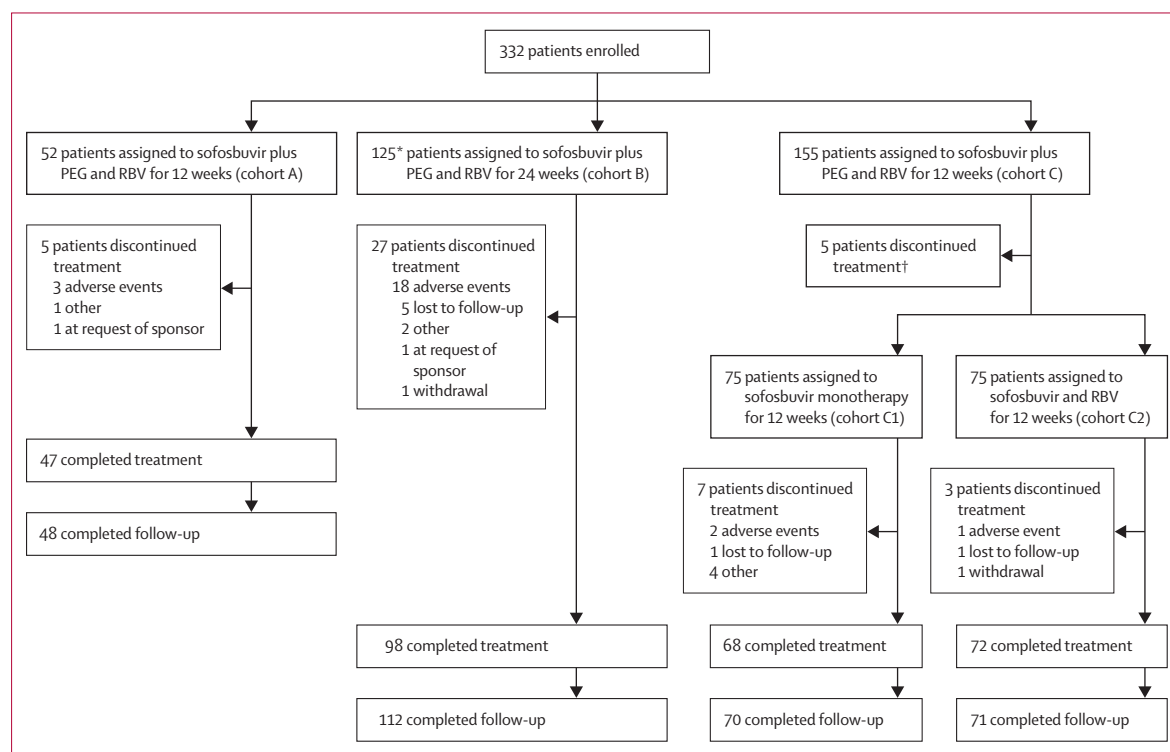 332 patients enrolled
52 patients assigned to sofosbuvir plus
PEG and RBV for 12 weeks (cohort A)
125* patients assigned to sofosbuvir plus
PEG and RBV for 24 weeks (cohort B)
155 patients assigned to sofosbuvir plus
PEG and RBV for 12 weeks (cohort C)
5 patients discontinued
treatment
3 adverse events
1 other
1 at request of sponsor
27 patients discontinued
treatment
18 adverse events
5 lost to follow-up
2 other
1 at request of
sponsor
1 withdrawal
5 patients discontinued
treatment†
75 patients assigned to
sofosbuvir monotherapy
for 12 weeks (cohort C1)
75 patients assigned to
sofosbuvir and RBV
for 12 weeks (cohort C2)
47 completed treatment
48 completed follow-up
7 patients discontinued
treatment
2 adverse events
1 lost to follow-up
4 other
3 patients discontinued
treatment
1 adverse event
1 lost to follow-up
1 withdrawal
98 completed treatment
68 completed treatment
72 completed treatment
112 completed follow-up
70 completed follow-up
71 completed follow-up